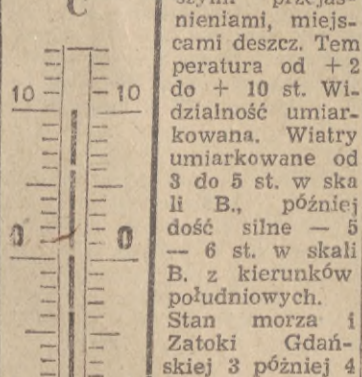 C
10 10
0 0
szymi przejaś-
nieniami, miejs-
cami deszcz. Tem
peratura od + 2
do + 10 st. Wi-
dzialność umiar-
kowana. Wiatry
umiarkowane od
3 do 5 st. w ska
li B., później
dość silne — 5
— 6 st. w skali
B. z kierunków
południowych.
Stan morza i
Zatoki Gdań-
skiej 3 później 4